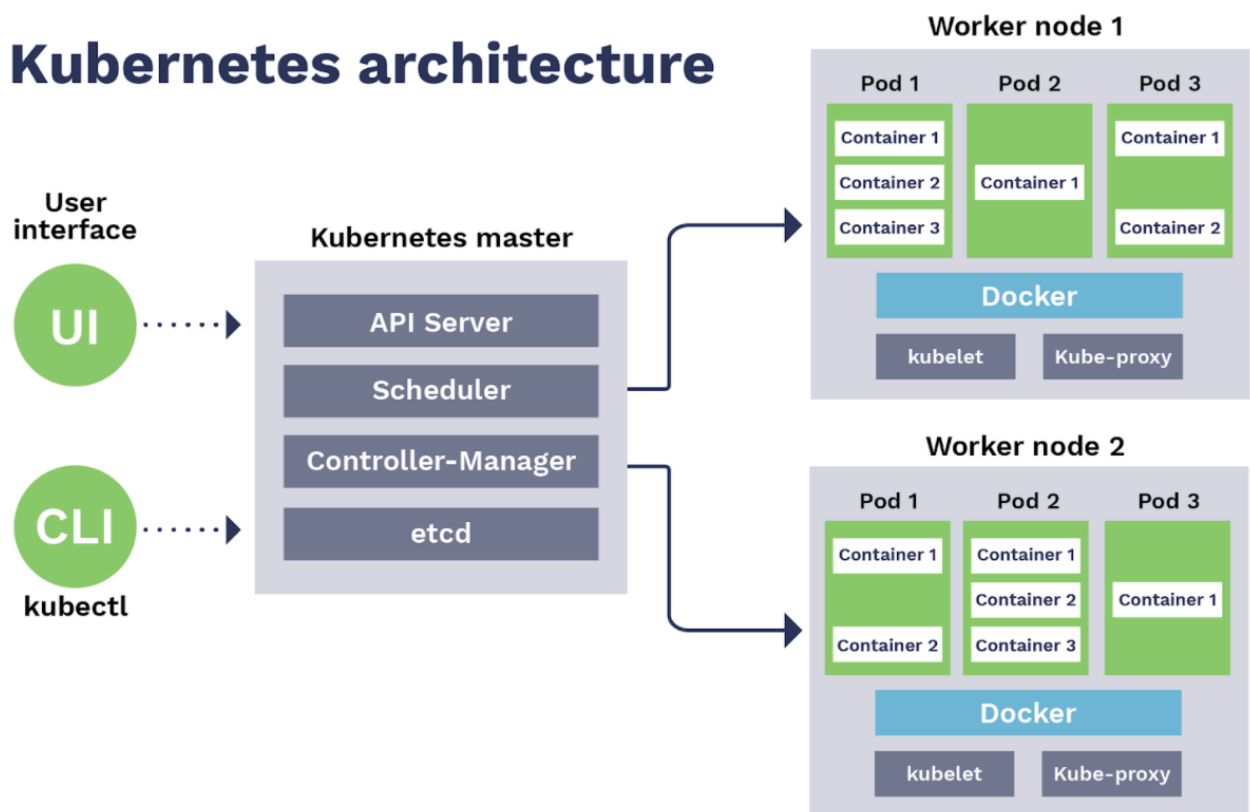 Kubernetes architecture
User
interface
UI
CLI
kubectl
Kubernetes master
API Server
Scheduler
Controller-Manager
etcd
Worker node 1
Pod 1
Container 1
Container 2
Container 3
Pod 2
Container 1
Pod 3
Container 1
Container 2
Docker
kubelet
Kube-proxy
Worker node 2
Pod 1
Container 1
Container 2
Pod 2
Container 1
Container 2
Container 3
Pod 3
Container 1
Docker
kubelet
Kube-proxy